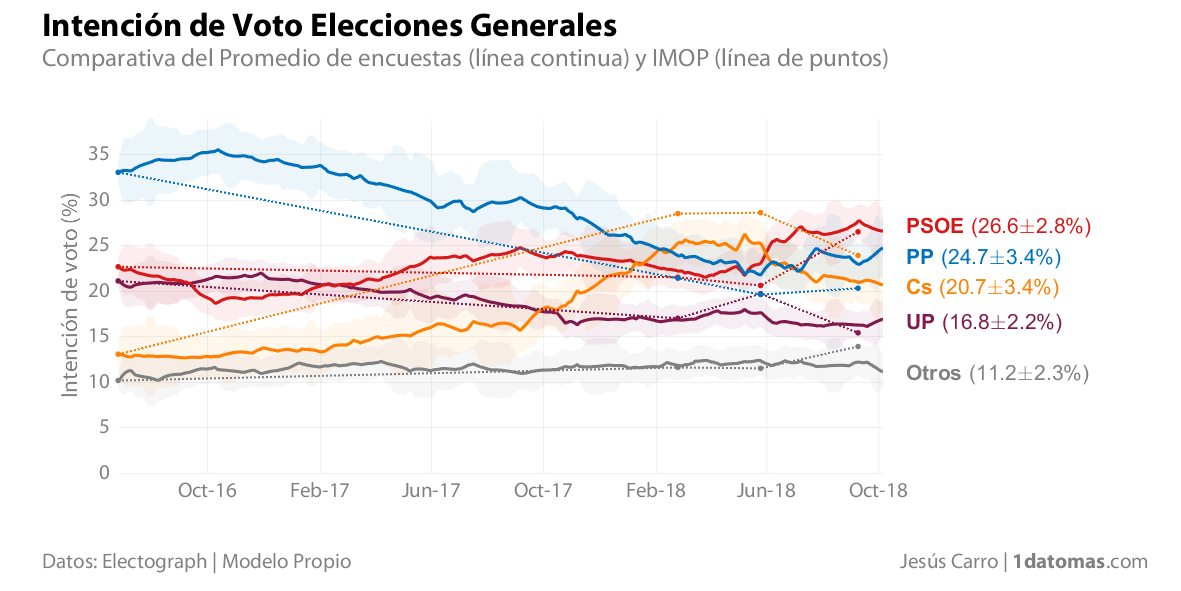 Intención de Voto Elecciones Generales
Comparativa del Promedio de encuestas (línea continua) y IMOP (línea de puntos)
Intención de voto (%)
35
30
25
20
15
10
5
0
Oct-16 Feb-17 Jun-17 Oct-17 Feb-18 Jun-18 Oct-18
PSOE (26.6±2.8%)
PP (24.7±3.4%)
Cs (20.7±3.4%)
UP (16.8±2.2%)
Otros (11.2±2.3%)
Datos: Electograph | Modelo Propio
Jesús Carro | 1datomas.com